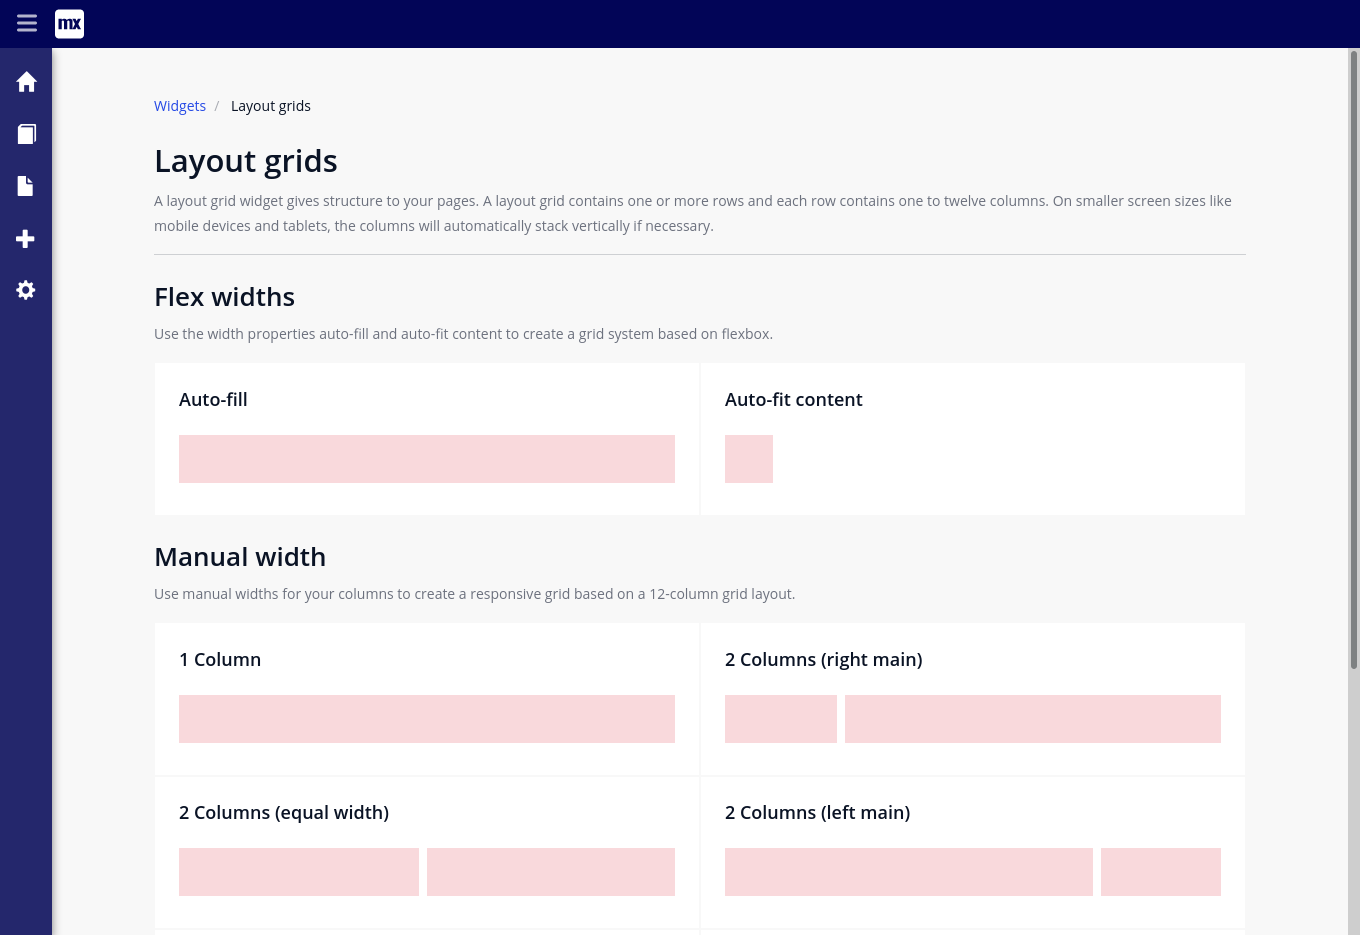 mx
Widgets / Layout grids
Layout grids
A layout grid widget gives structure to your pages. A layout grid contains one or more rows and each row contains one to twelve columns. On smaller screen sizes like
mobile devices and tablets, the columns will automatically stack vertically if necessary.
Flex widths
Use the width properties auto-fill and auto-fit content to create a grid system based on flexbox.
Auto-fill
Auto-fit content
Manual width
Use manual widths for your columns to create a responsive grid based on a 12-column grid layout.
1 Column
2 Columns (right main)
2 Columns (equal width)
2 Columns (left main)